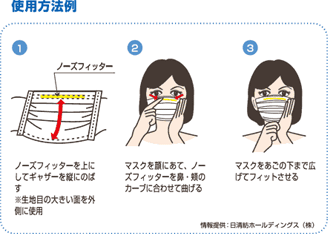 使用方法例
1
ノーズフィッター
ノーズフィッターを上に
してギャザーを縦にのば
す
※生地目の大きい面を外
側に使用
2
マスクを顔にあて、ノー
ズフィッターを鼻・頬の
カーブに合わせて曲げる
3
マスクをあごの下まで広
げてフィットさせる
情報提供：日清紡ホールディングス（株）